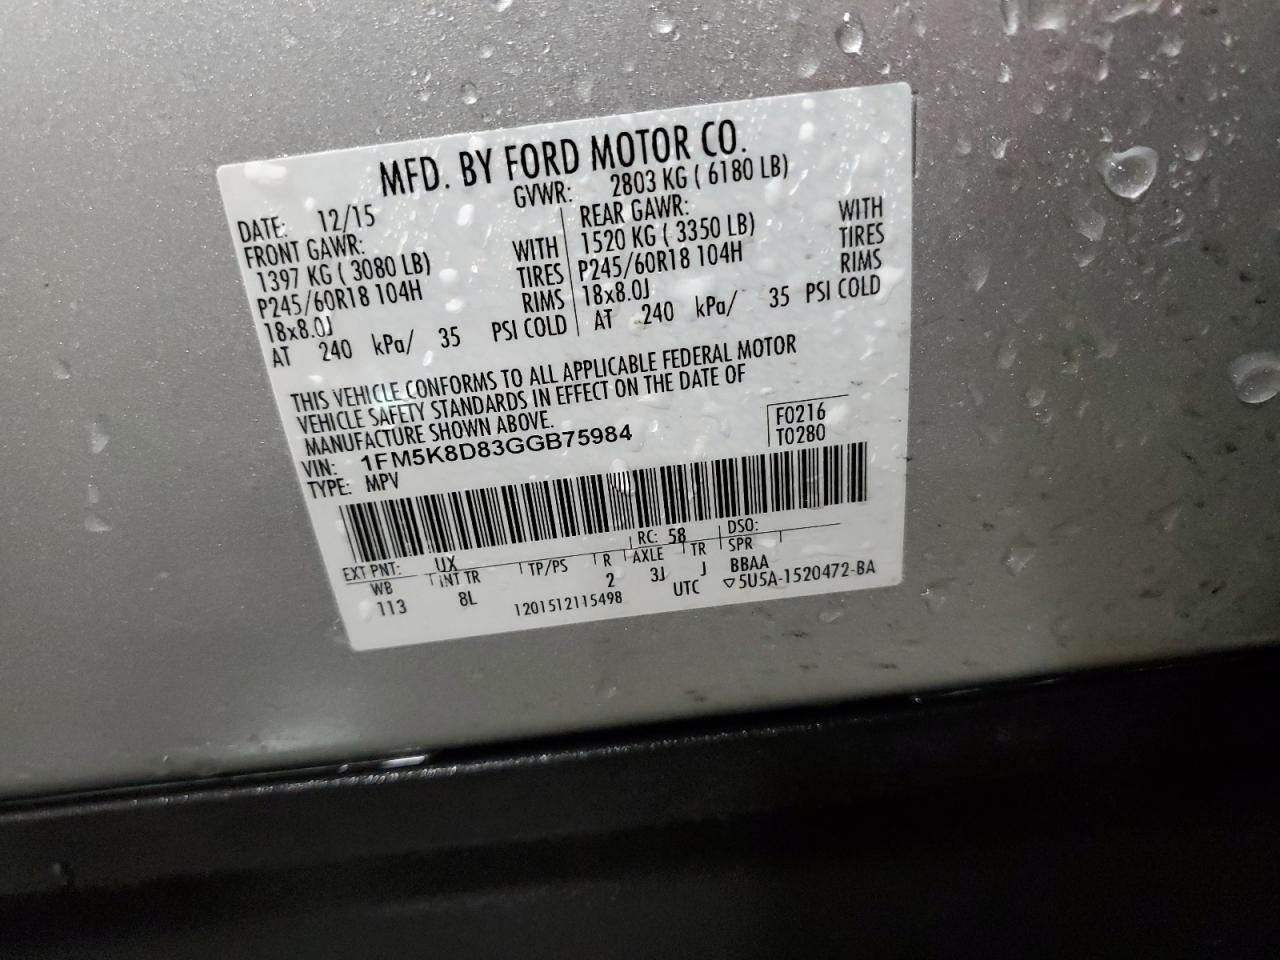 MFD. BY FORD MOTOR CO.
DATE: 12/15 GVWR: 2803 KG ( 6180 LB)
FRONT GAWR:
1397 KG ( 3080 LB) WITH
P245/60R18 104H TIRES
18x8.0J RIMS
AT 240 kPa/ 35 PSI COLD
REAR GAWR:
1520 KG ( 3350 LB) WITH
P245/60R18 104H TIRES
18x8.0J RIMS
AT 240 kPa/ 35 PSI COLD
THIS VEHICLE CONFORMS TO ALL APPLICABLE FEDERAL MOTOR
VEHICLE SAFETY STANDARDS IN EFFECT ON THE DATE OF
MANUFACTURE SHOWN ABOVE.
VIN: 1FM5K8D83GGB75984
TYPE: MPV
F0216
T0280
EXT PNT: UX RC: 58 DSO:
WB INT TR TP/PS R AXLE TR SPR
113 8L 2 3J J BBAA
1201512115498 UTC ▽5U5A-1520472-BA